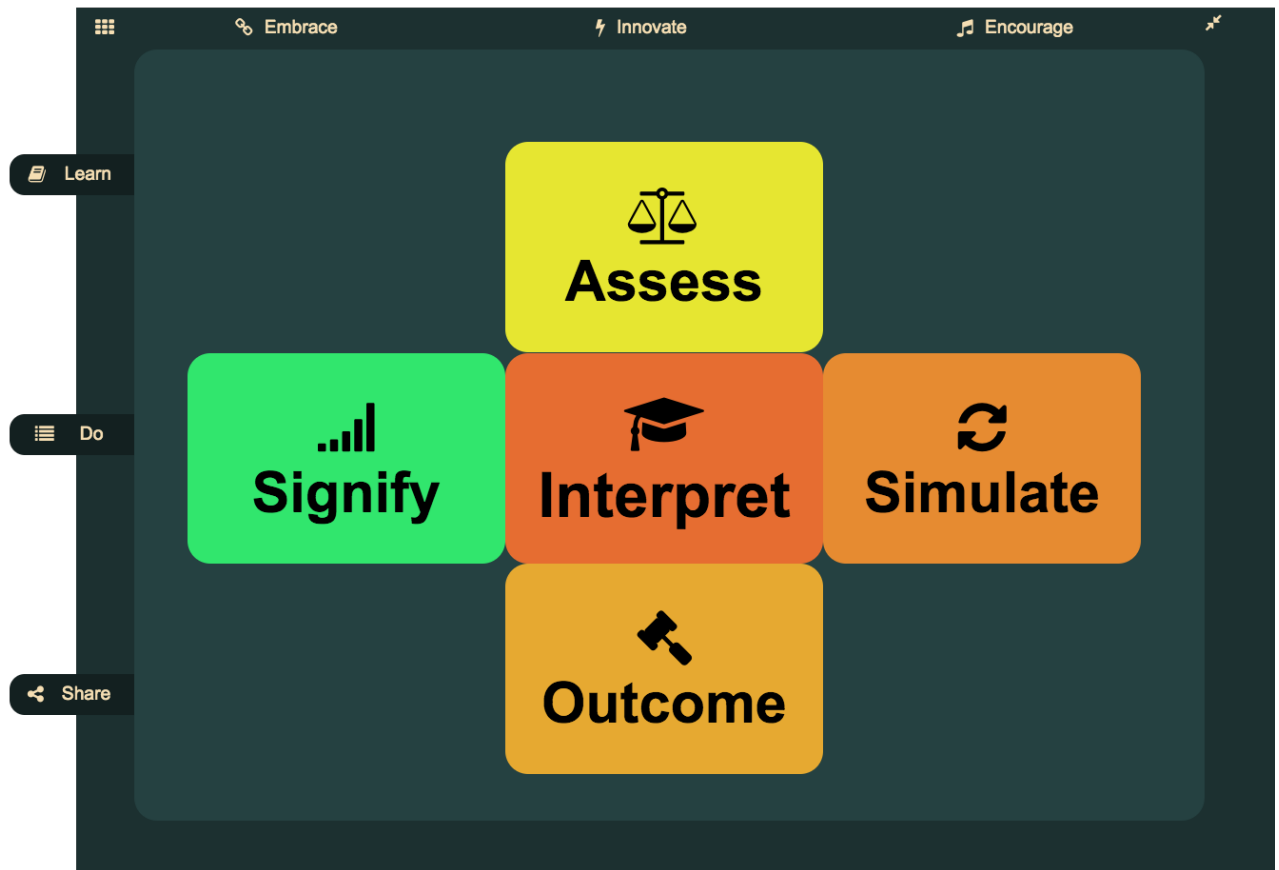 Embrace
Innovate
Encourage
Learn
Assess
Do
Signify
Interpret
Simulate
Share
Outcome